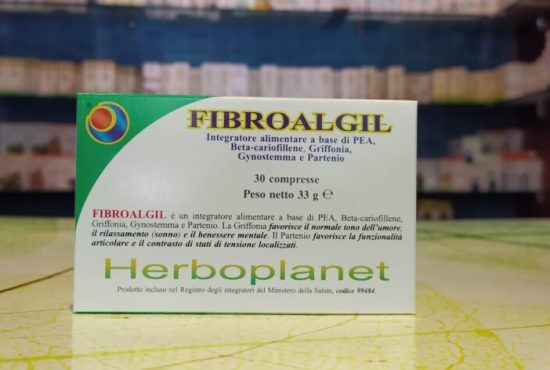 FIBROALGIL
Integratore alimentare a base di PEA,
Beta-cariofillene, Griffonia,
Gynostemma e Partenio
30 compresse
Peso netto 33 g ℮
FIBROALGIL è un integratore alimentare a base di PEA, Beta-cariofillene,
Griffonia, Gynostemma e Partenio. La Griffonia favorisce il normale tono dell'umore,
il rilassamento (sonno) e il benessere mentale. Il Partenio favorisce la funzionalità
articolare e il contrasto di stati di tensione localizzati.
Herboplanet
Prodotto incluso nel Registro degli integratori del Ministero della Salute, codice 99484.